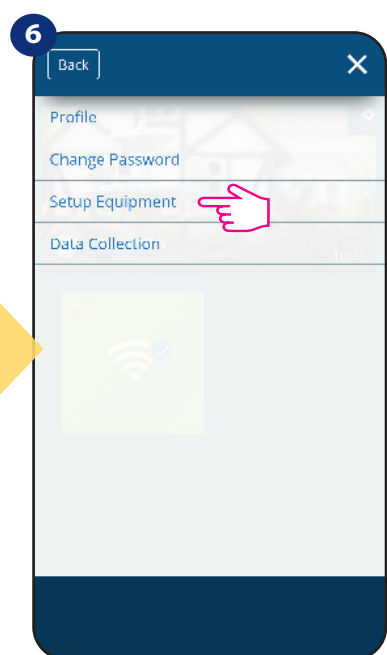 6
Back
Profile
Change Password
Setup Equipment
Data Collection